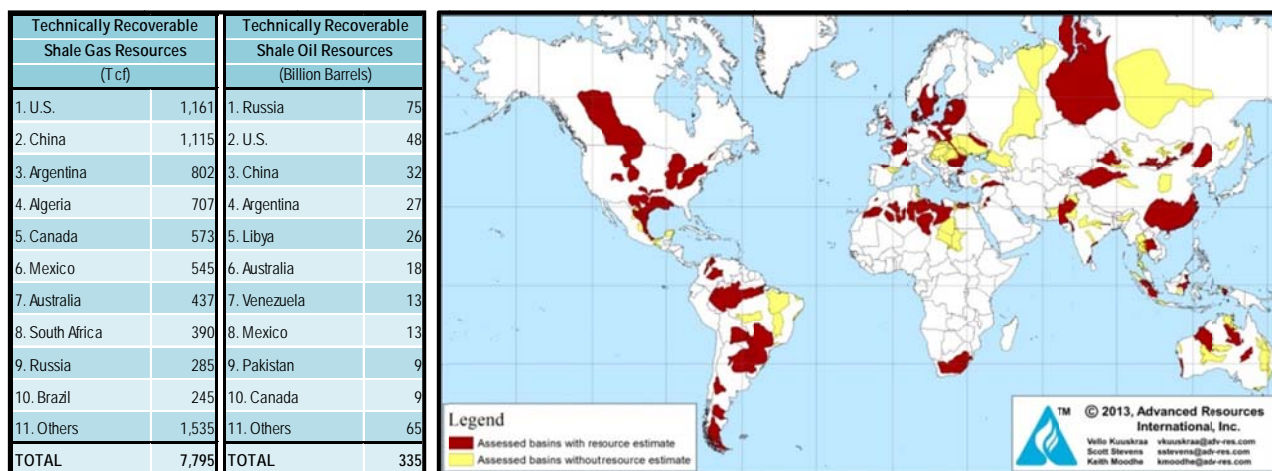 Technically Recoverable
Shale Gas Resources
(Tcf)
1. U.S. 1,161
2. China 1,115
3. Argentina 802
4. Algeria 707
5. Canada 573
6. Mexico 545
7. Australia 437
8. South Africa 390
9. Russia 285
10. Brazil 245
11. Others 1,535
TOTAL 7,795
Technically Recoverable
Shale Oil Resources
(Billion Barrels)
1. Russia 75
2. U.S. 48
3. China 32
4. Argentina 27
5. Libya 26
6. Australia 18
7. Venezuela 13
8. Mexico 13
9. Pakistan 9
10. Canada 9
11. Others 65
TOTAL 335
Legend
Assessed basins with resource estimate
Assessed basins without resource estimate
TM
© 2013, Advanced Resources
International, Inc.
Vello Kuuskraa vkuuskraa@adv-res.com
Scott Stevens sstevens@adv-res.com
Keith Moodhe kmoodhe@adv-res.com